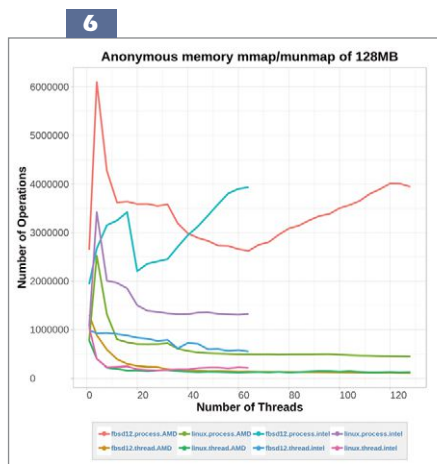 6
Anonymous memory mmap/munmap of 128MB
6000000
5000000
4000000
3000000
2000000
1000000
0
Number of Operations
0 20 40 60 80 100 120
Number of Threads
fbsd12.process.AMD linux.process.AMD fbsd12.process.intel linux.process.intel
fbsd12.thread.AMD linux.thread.AMD fbsd12.thread.intel linux.thread.intel